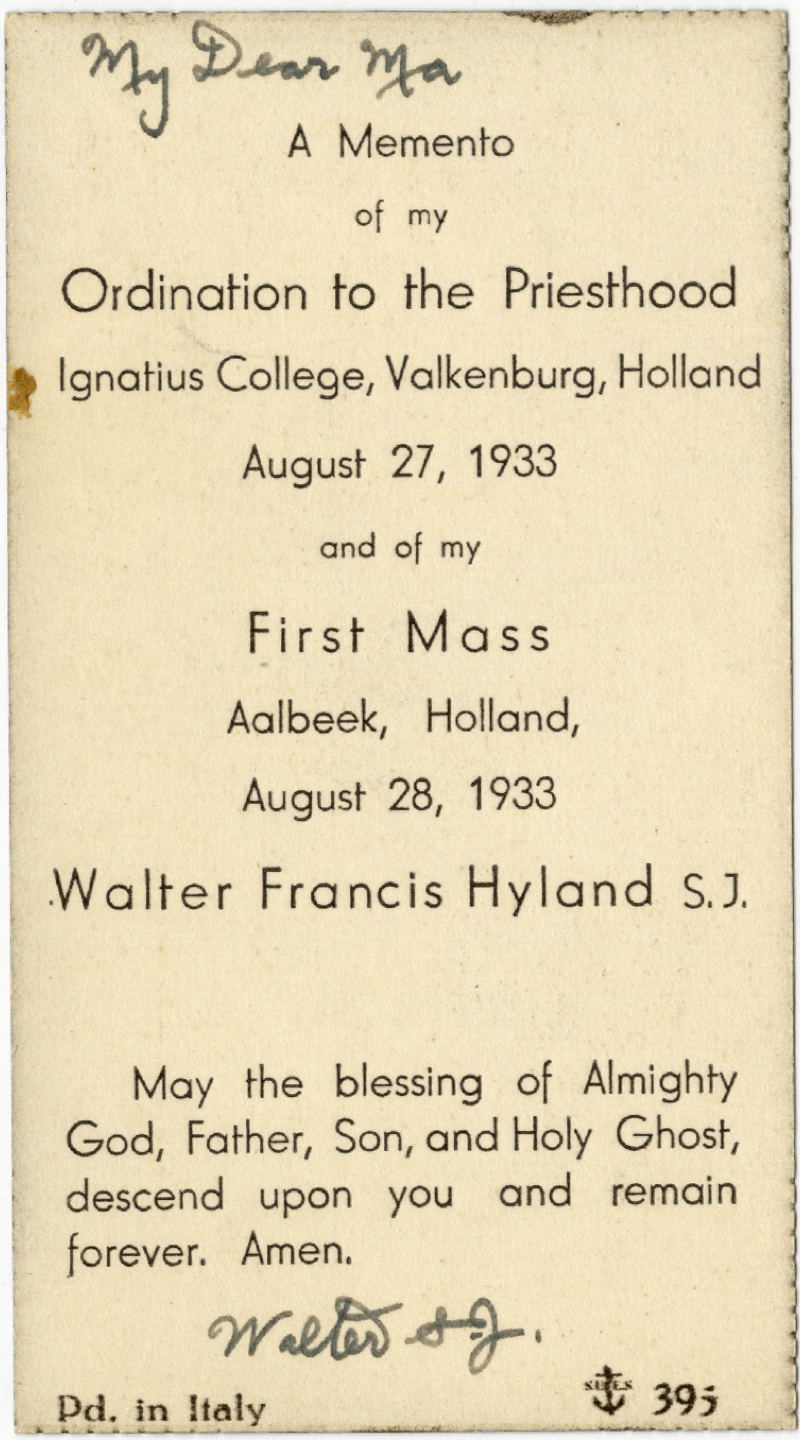 My Dear Ma
A Memento
of my
Ordination to the Priesthood
Ignatius College, Valkenburg, Holland
August 27, 1933
and of my
First Mass
Aalbeek, Holland,
August 28, 1933
Walter Francis Hyland S.J.
May the blessing of Almighty
God, Father, Son, and Holy Ghost,
descend upon you and remain
forever. Amen.
Walter S.J.
Pd. in Italy
395